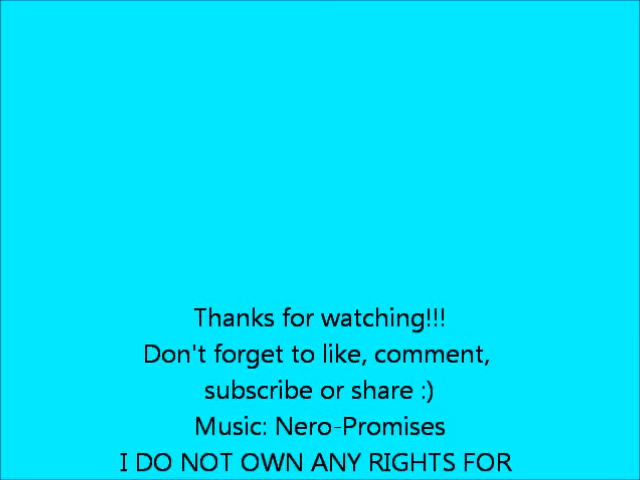 Thanks for watching!!!
Don't forget to like, comment,
subscribe or share :)
Music: Nero-Promises
I DO NOT OWN ANY RIGHTS FOR